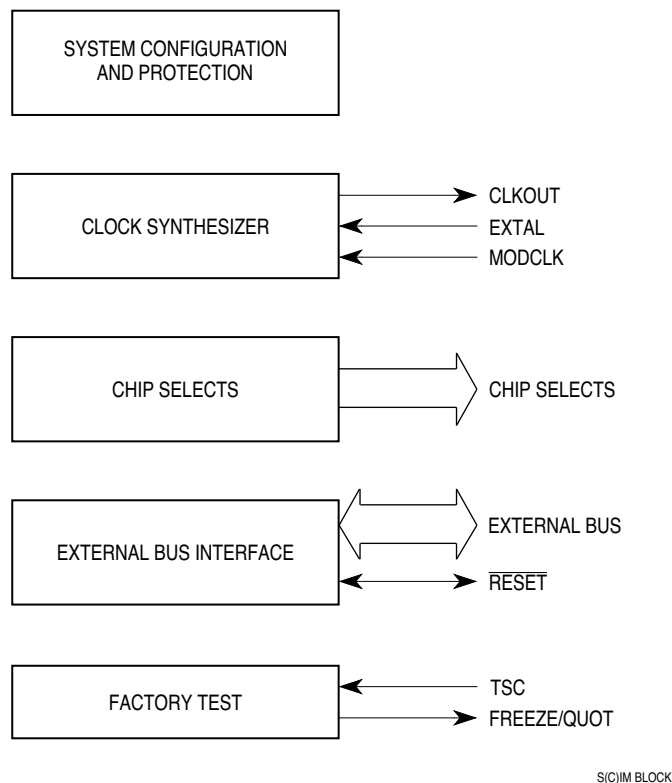 SYSTEM CONFIGURATION
AND PROTECTION
CLOCK SYNTHESIZER
CLKOUT
EXTAL
MODCLK
CHIP SELECTS
CHIP SELECTS
EXTERNAL BUS INTERFACE
EXTERNAL BUS
RESET
FACTORY TEST
TSC
FREEZE/QUOT
S(C)IM BLOCK